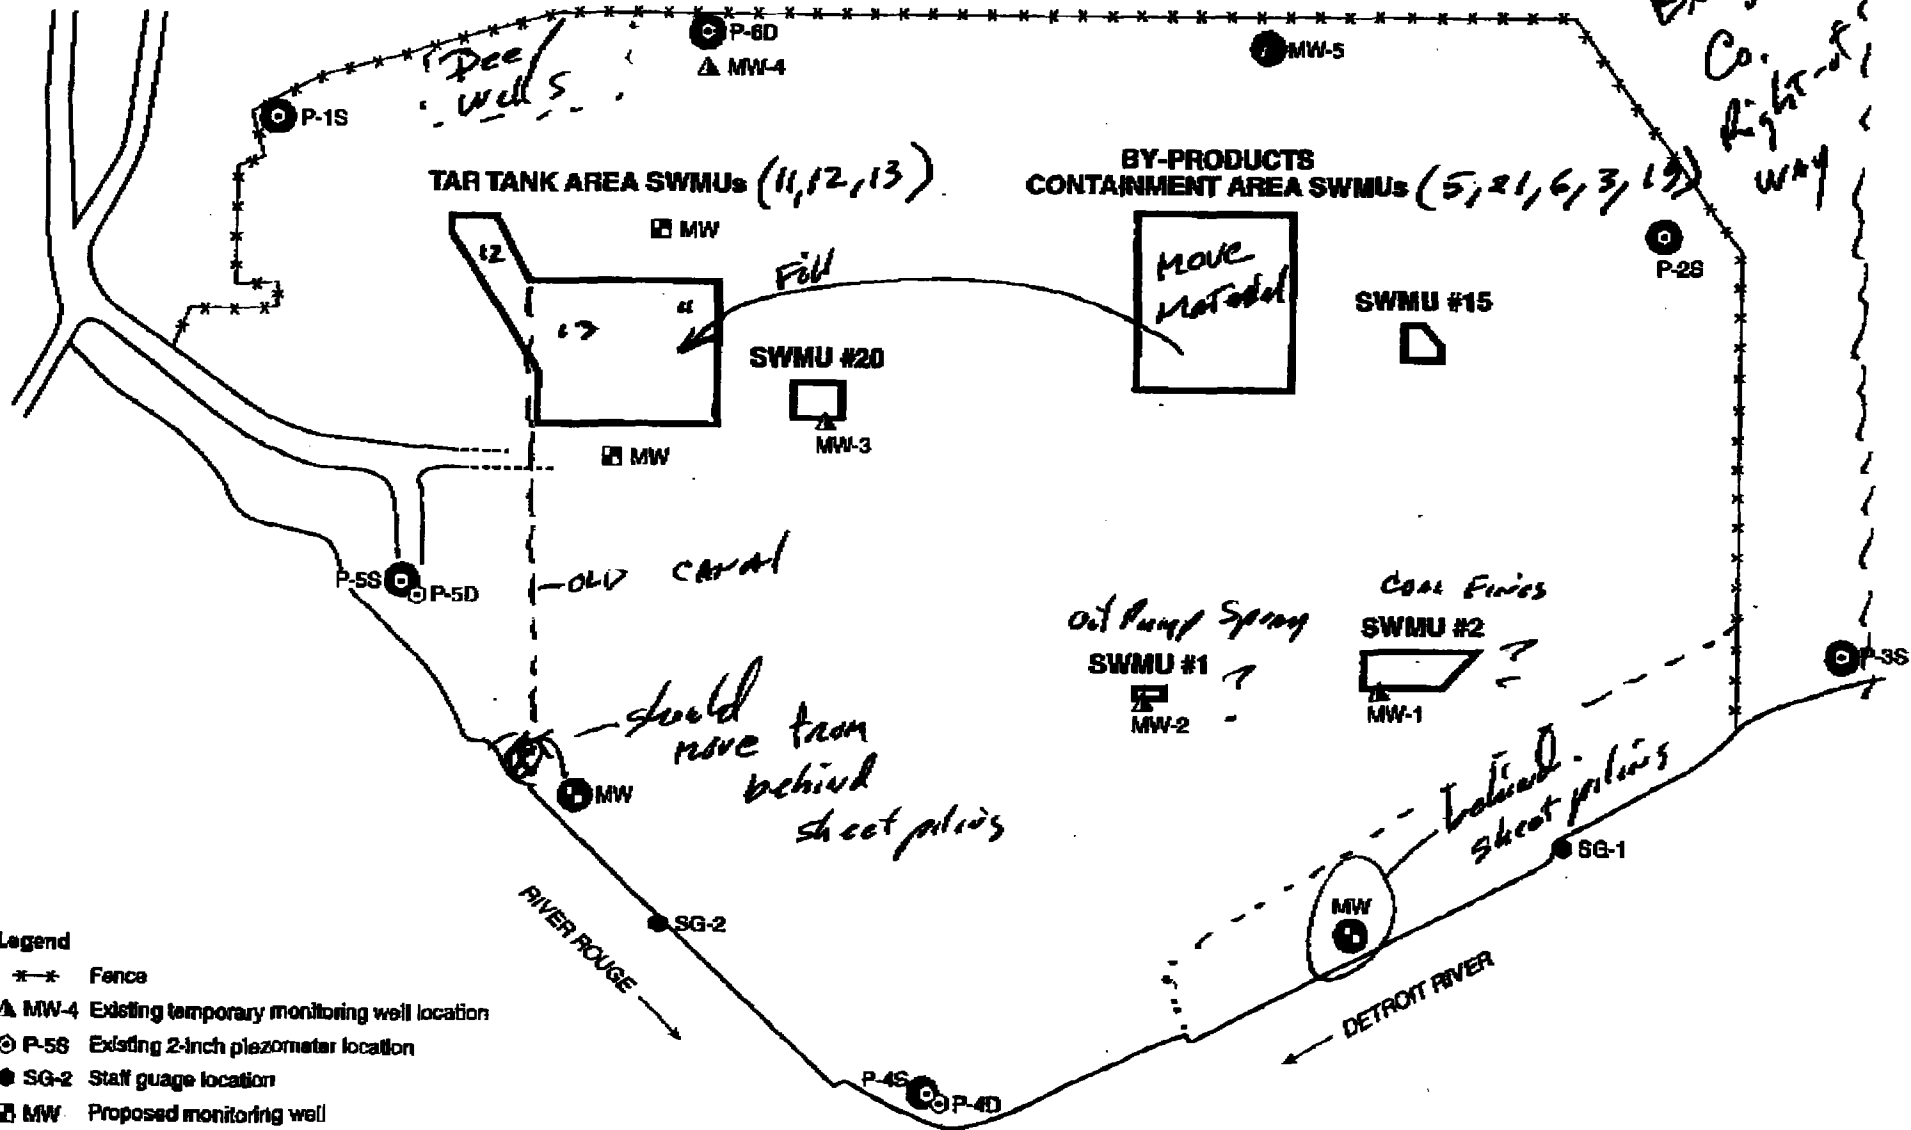 P-6D
MW-4
MW-5
Co.
Right-of
way
Dee
wells
P-1S
TAR TANK AREA SWMUs (11,12,13)
BY-PRODUCTS
CONTAINMENT AREA SWMUs (5,21,6,3,19)
MW
12
13
11
Fill
Move
Material
P-2S
SWMU #15
SWMU #20
MW-3
MW
P-5S
P-5D
OLD CANAL
Coal Fines
SWMU #2 ?
MW-1
Oil Pump Spray
SWMU #1 ?
MW-2
P-3S
should
move from
behind
sheet pilings
MW
behind
sheet pilings
SG-1
SG-2
MW
RIVER ROUGE
DETROIT RIVER
P-4S
P-4D
Legend
Fence
MW-4 Existing temporary monitoring well location
P-5S Existing 2-inch piezometer location
SG-2 Staff guage location
MW Proposed monitoring well